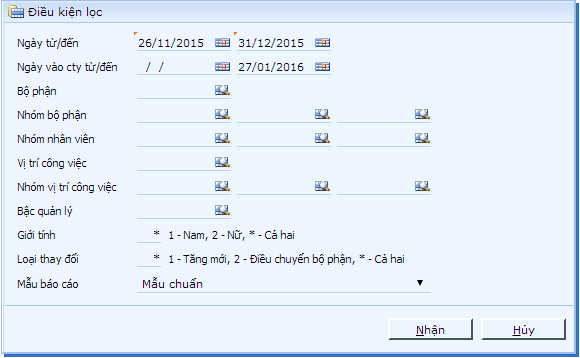 Điều kiện lọc
Ngày từ/đến 26/11/2015 31/12/2015
Ngày vào cty từ/đến / / 27/01/2016
Bộ phận
Nhóm bộ phận
Nhóm nhân viên
Vị trí công việc
Nhóm vị trí công việc
Bậc quản lý
Giới tính * 1 - Nam, 2 - Nữ, * - Cả hai
Loại thay đổi * 1 - Tăng mới, 2 - Điều chuyển bộ phận, * - Cả hai
Mẫu báo cáo Mẫu chuẩn
Nhận Hủy